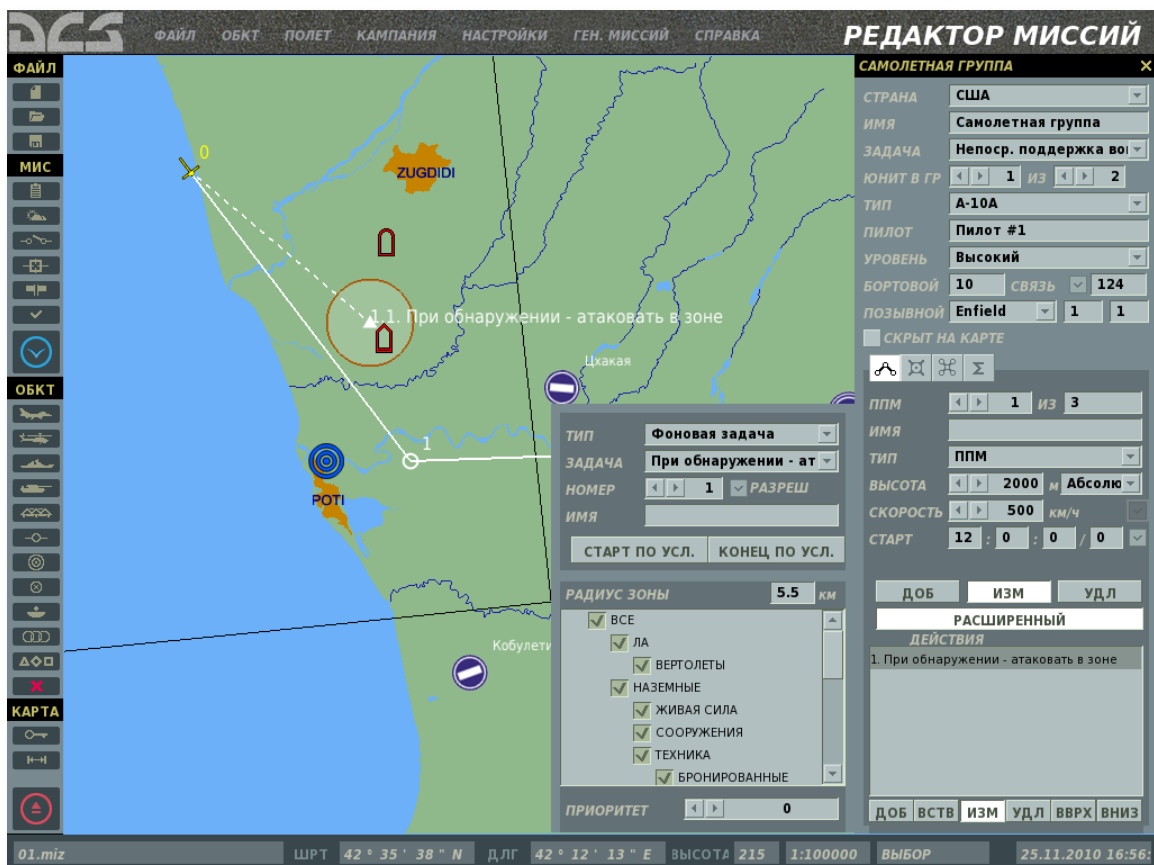 DCS ФАЙЛ ОБКТ ПОЛЕТ КАМПАНИЯ НАСТРОЙКИ ГЕН. МИССИЙ СПРАВКА РЕДАКТОР МИССИЙ
ФАЙЛ
МИС
ОБКТ
КАРТА
0
ZUGDIDI
1.1. При обнаружении - атаковать в зоне
Цхакая
1
POTI
Кобулети
ТИП Фоновая задача
ЗАДАЧА При обнаружении - ат
НОМЕР 1 РАЗРЕШ
ИМЯ
СТАРТ ПО УСЛ. КОНЕЦ ПО УСЛ.
РАДИУС ЗОНЫ 5.5 км
ВСЕ
ЛА
ВЕРТОЛЕТЫ
НАЗЕМНЫЕ
ЖИВАЯ СИЛА
СООРУЖЕНИЯ
ТЕХНИКА
БРОНИРОВАННЫЕ
ПРИОРИТЕТ 0
САМОЛЕТНАЯ ГРУППА
СТРАНА США
ИМЯ Самолетная группа
ЗАДАЧА Непоср. поддержка во
ЮНИТ В ГР 1 ИЗ 2
ТИП A-10A
ПИЛОТ Пилот #1
УРОВЕНЬ Высокий
БОРТОВОЙ 10 СВЯЗЬ 124
ПОЗЫВНОЙ Enfield 1 1
СКРЫТ НА КАРТЕ
Σ
ППМ 1 ИЗ 3
ИМЯ
ТИП ППМ
ВЫСОТА 2000 м Абсолю
СКОРОСТЬ 500 км/ч
СТАРТ 12 : 0 : 0 / 0
ДОБ ИЗМ УДЛ
РАСШИРЕННЫЙ
ДЕЙСТВИЯ
1. При обнаружении - атаковать в зоне
ДОБ ВСТВ ИЗМ УДЛ ВВРХ ВНИЗ
01.miz ШРТ 42 ° 35 ' 38 " N ДЛГ 42 ° 12 ' 13 " E ВЫСОТА 215 1:100000 ВЫБОР 25.11.2010 16:56: